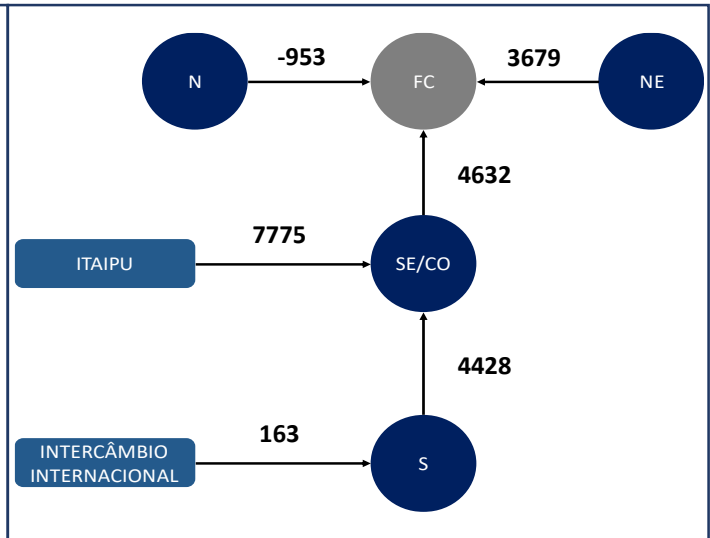 -953
3679
N
FC
NE
4632
7775
ITAIPU
SE/CO
4428
163
INTERCÂMBIO
INTERNACIONAL
S